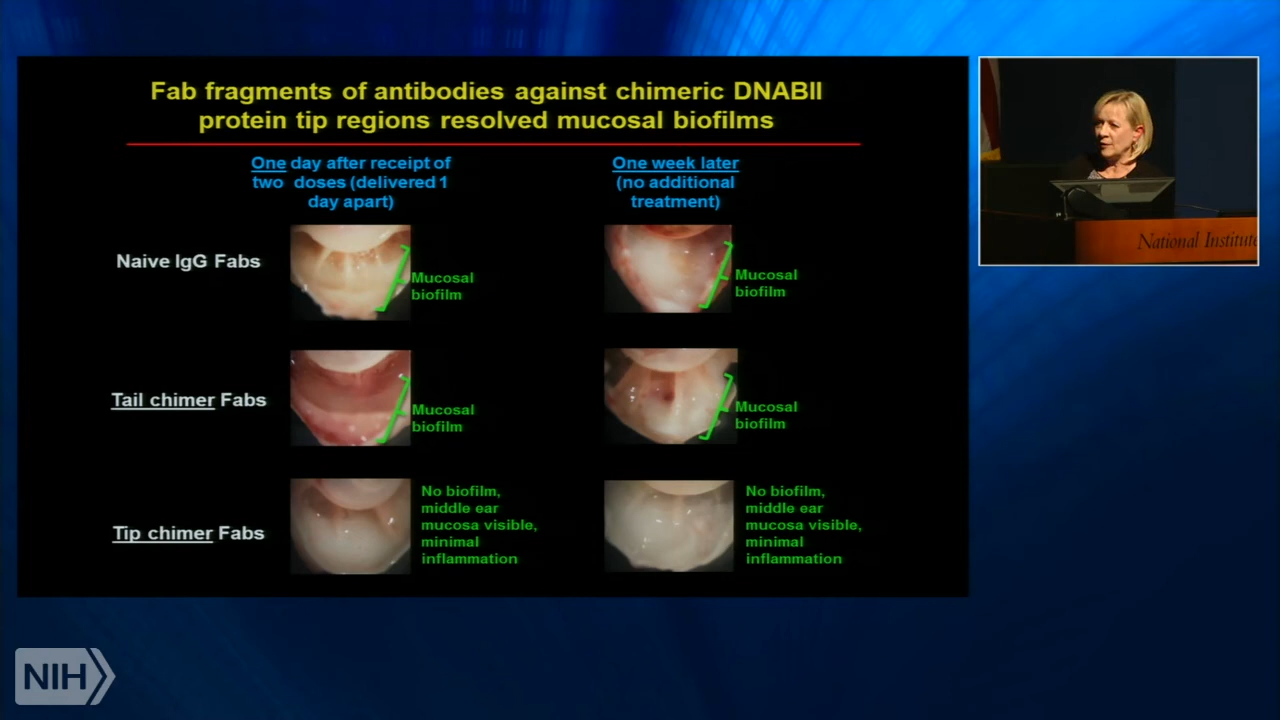 Fab fragments of antibodies against chimeric DNABII
protein tip regions resolved mucosal biofilms
One day after receipt of
two doses (delivered 1
day apart)
One week later
(no additional
treatment)
Naive IgG Fabs
Mucosal
biofilm
Mucosal
biofilm
Tail chimer Fabs
Mucosal
biofilm
Mucosal
biofilm
Tip chimer Fabs
No biofilm,
middle ear
mucosa visible,
minimal
inflammation
No biofilm,
middle ear
mucosa visible,
minimal
inflammation
National Institute
NIH